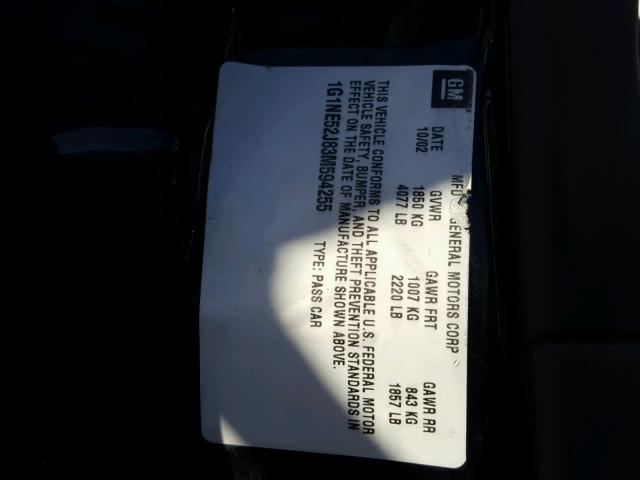 GM
MFD BY GENERAL MOTORS CORP
DATE GVWR GAWR FRT GAWR RR
10/02 1850 KG 1007 KG 843 KG
4077 LB 2220 LB 1857 LB
THIS VEHICLE CONFORMS TO ALL APPLICABLE U.S. FEDERAL MOTOR
VEHICLE SAFETY, BUMPER, AND THEFT PREVENTION STANDARDS IN
EFFECT ON THE DATE OF MANUFACTURE SHOWN ABOVE.
1G1NE52J83M594255 TYPE: PASS CAR